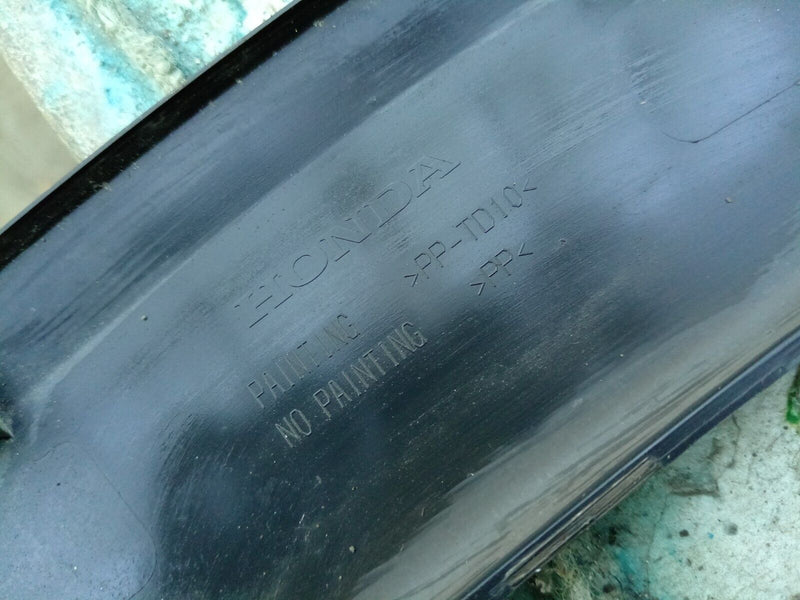 HONDA
PAINTING >PP-TD10<
NO PAINTING >PP<